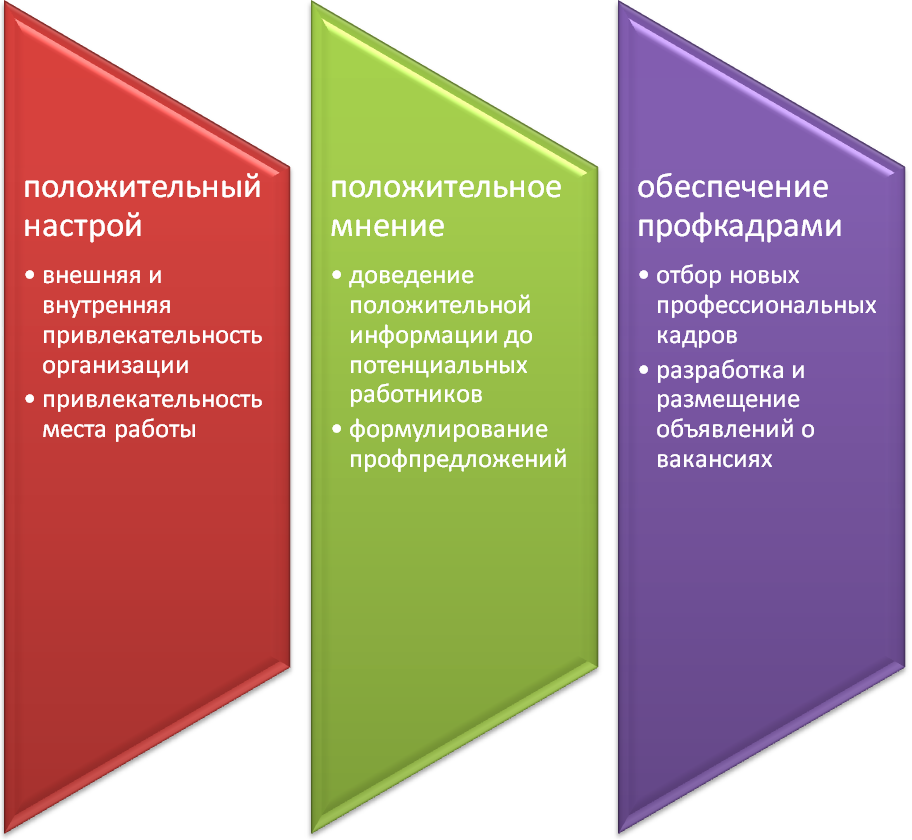 положительный
настрой
• внешняя и
внутренняя
привлекательность
организации
• привлекательность
места работы
положительное
мнение
• доведение
положительной
информации до
потенциальных
работников
• формулирование
профпредложений
обеспечение
профкадрами
• отбор новых
профессиональных
кадров
• разработка и
размещение
объявлений о
вакансиях